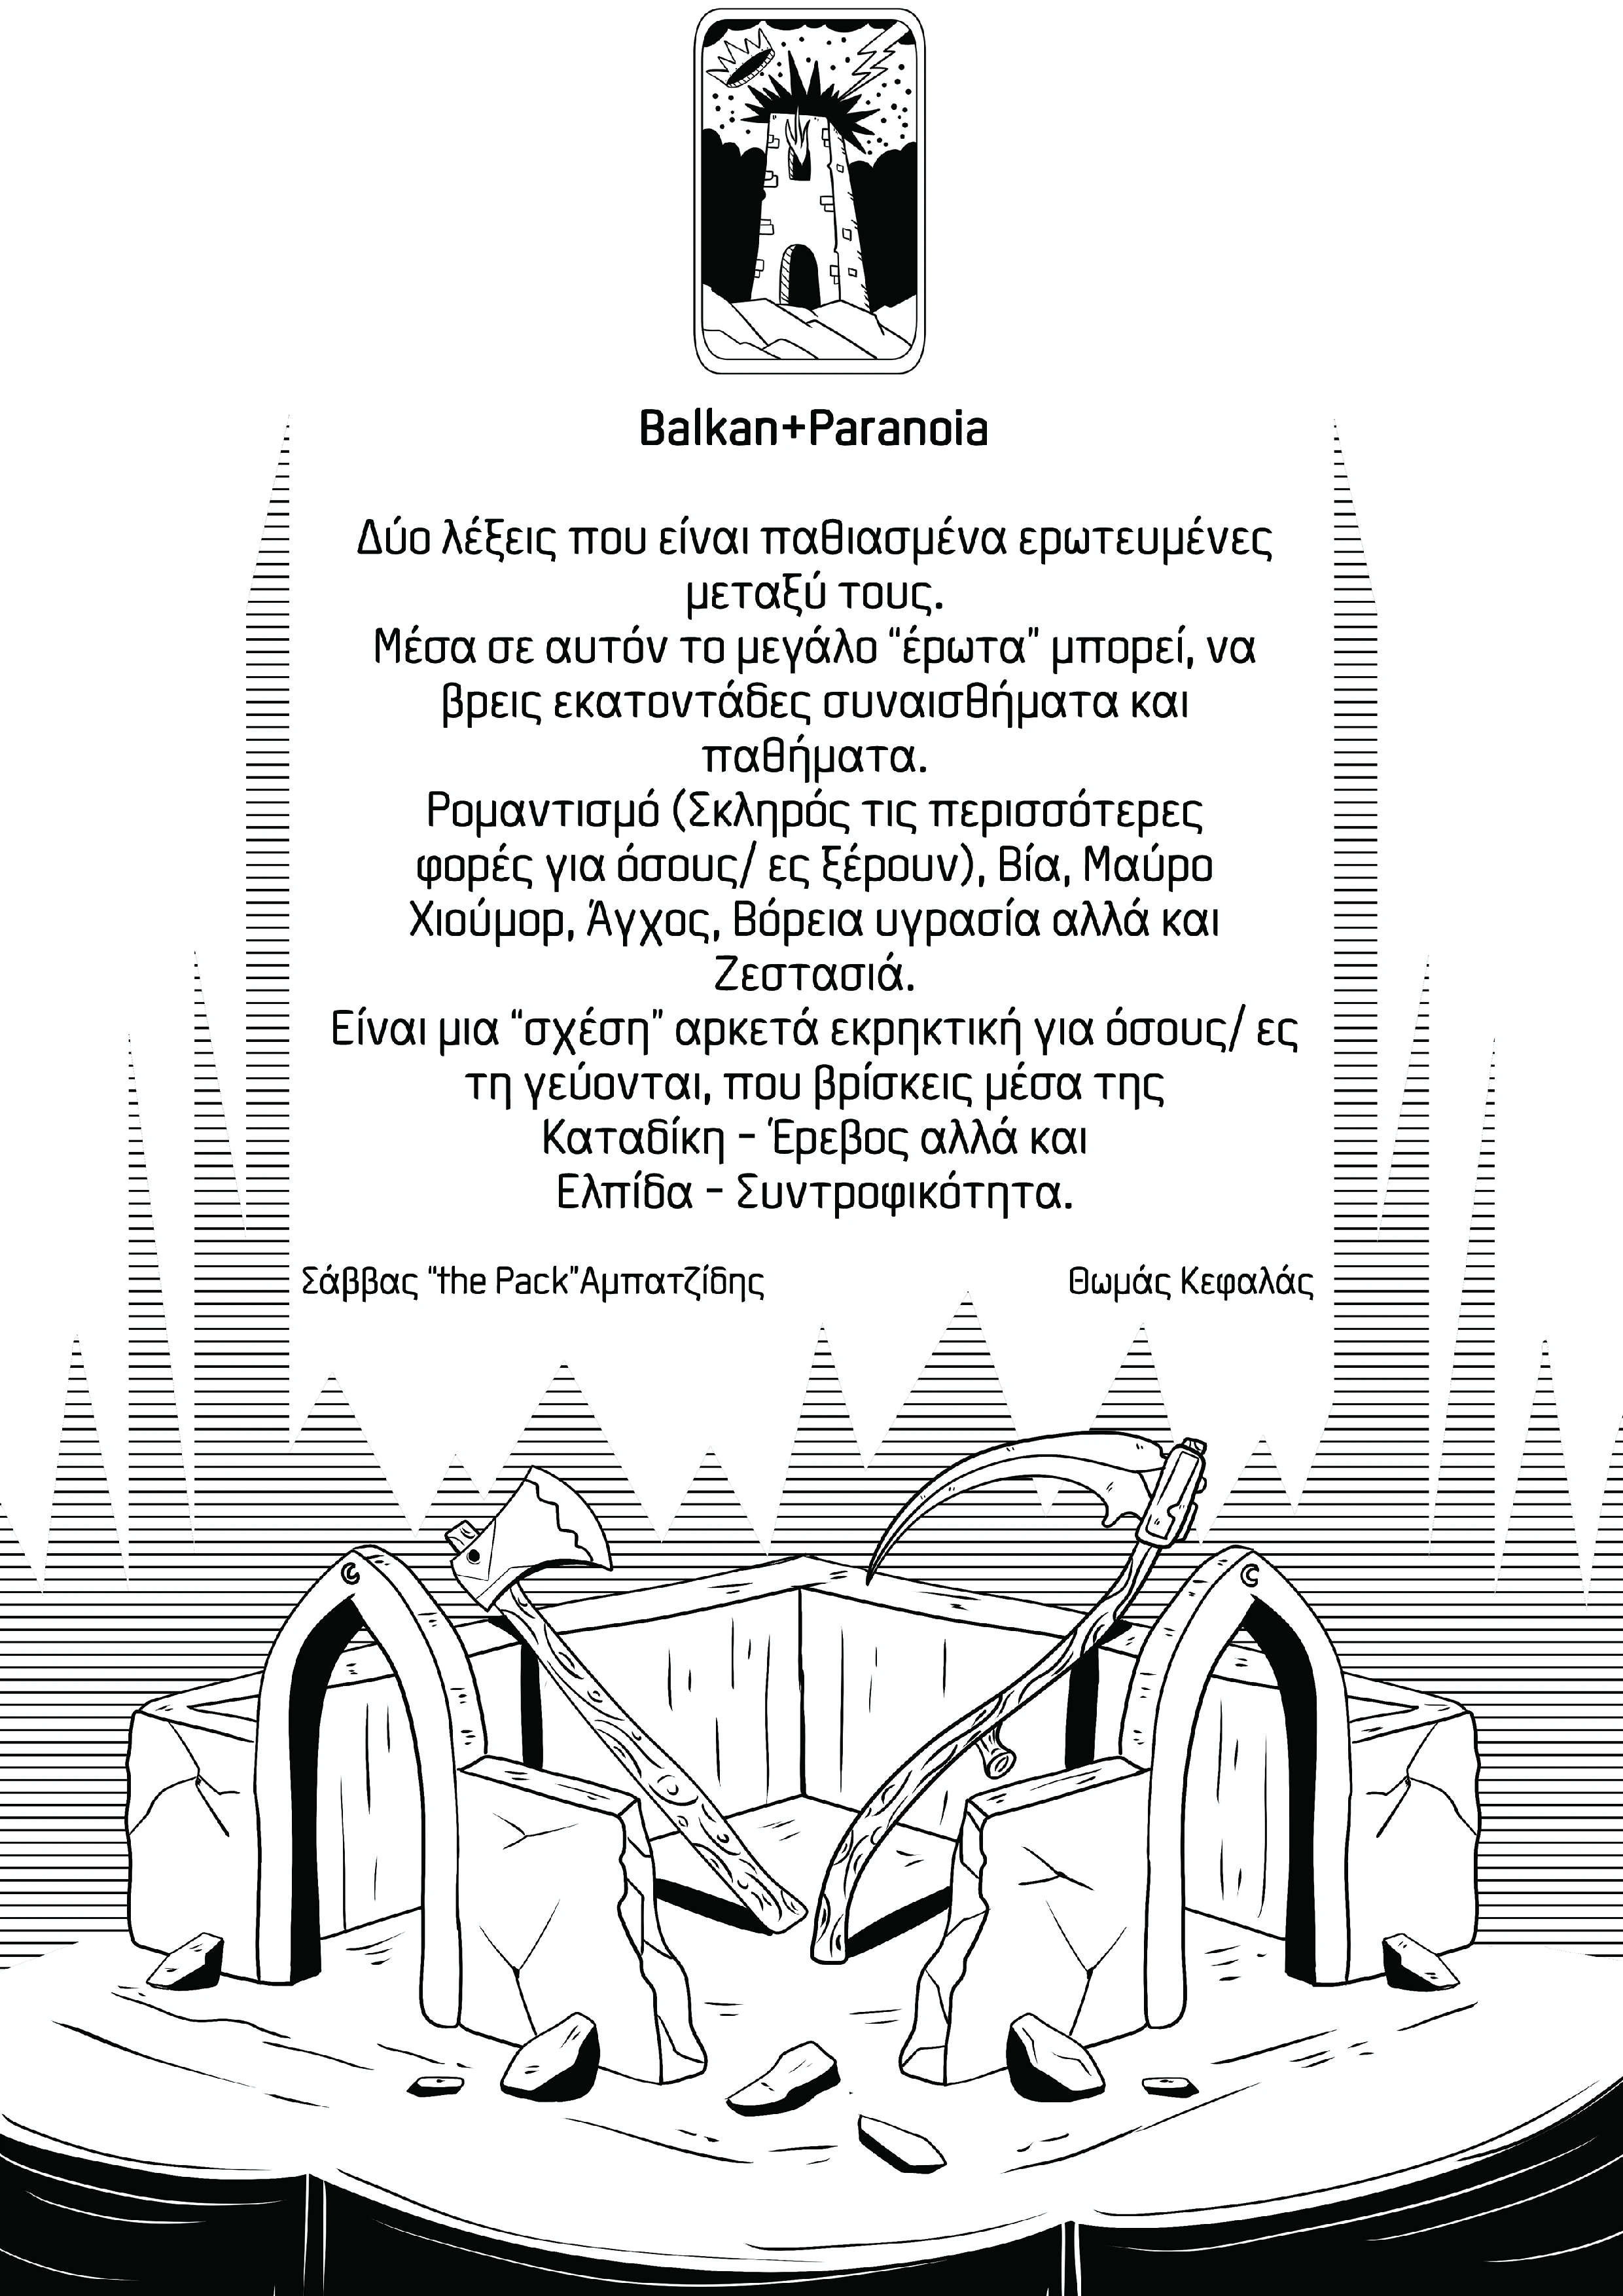 Balkan+Paranoia
Δύο λέξεις που είναι παθιασμένα ερωτευμένες
μεταξύ τους.
Μέσα σε αυτόν το μεγάλο “έρωτα” μπορεί, να
βρεις εκατοντάδες συναισθήματα και
παθήματα.
Ρομαντισμό (Σκληρός τις περισσότερες
φορές για όσους/ ες ξέρουν), Βία, Μαύρο
Χιούμορ, Άγχος, Βόρεια υγρασία αλλά και
Ζεστασιά.
Είναι μια “σχέση” αρκετά εκρηκτική για όσους/ ες
τη γεύονται, που βρίσκεις μέσα της
Καταδίκη - Έρεβος αλλά και
Ελπίδα - Συντροφικότητα.
Σάββας “the Pack”Αμπατζίδης
Θωμάς Κεφαλάς